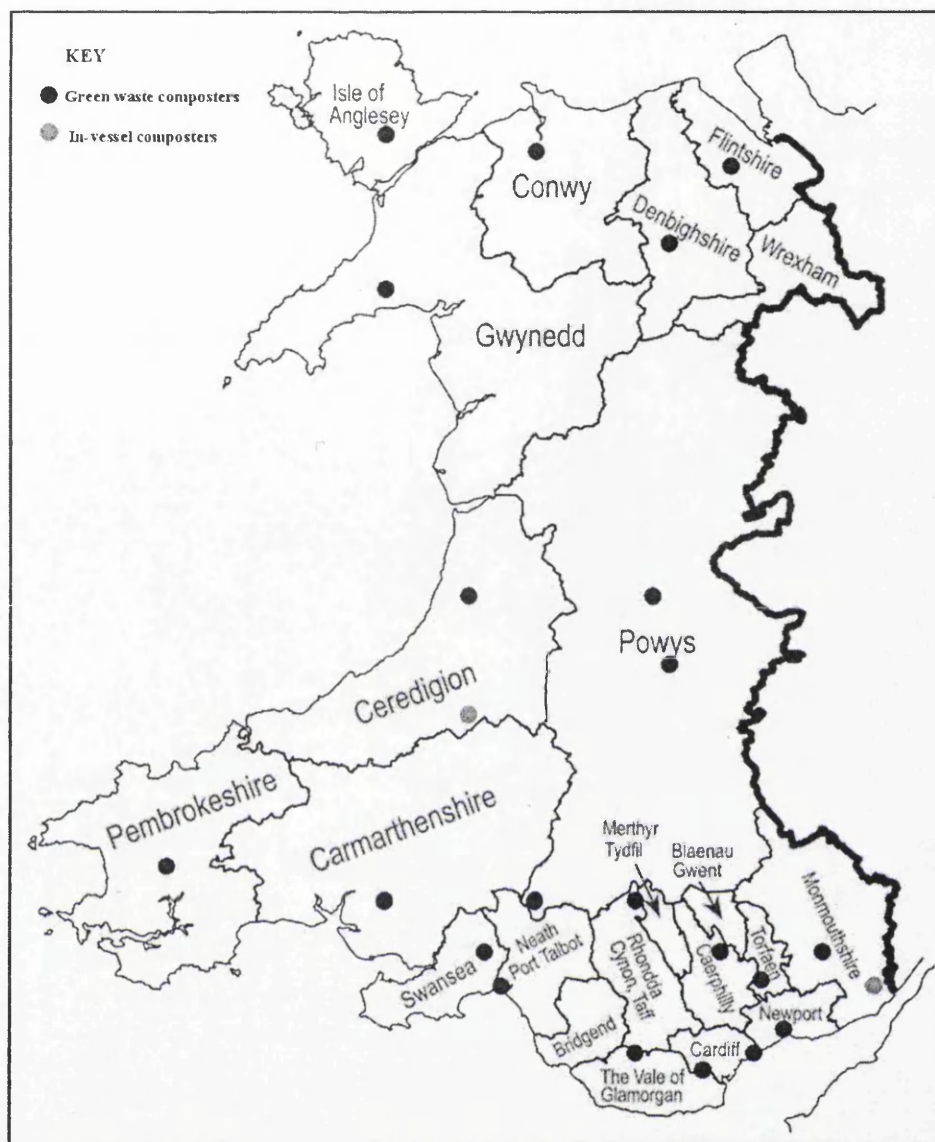 KEY
Green waste composters
In-vessel composters
Isle of
Anglesey
Flintshire
Conwy
Denbighshire
Wrexham
Gwynedd
Powys
Ceredigion
Pembrokeshire
Carmarthenshire
Merthyr
Tydfil
Blaenau
Gwent
Monmouthshire
Neath
Port Talbot
Swansea
Rhondda
Cynon, Taff
Caerphilly
Torfaen
Newport
Bridgend
Cardiff
The Vale of
Glamorgan